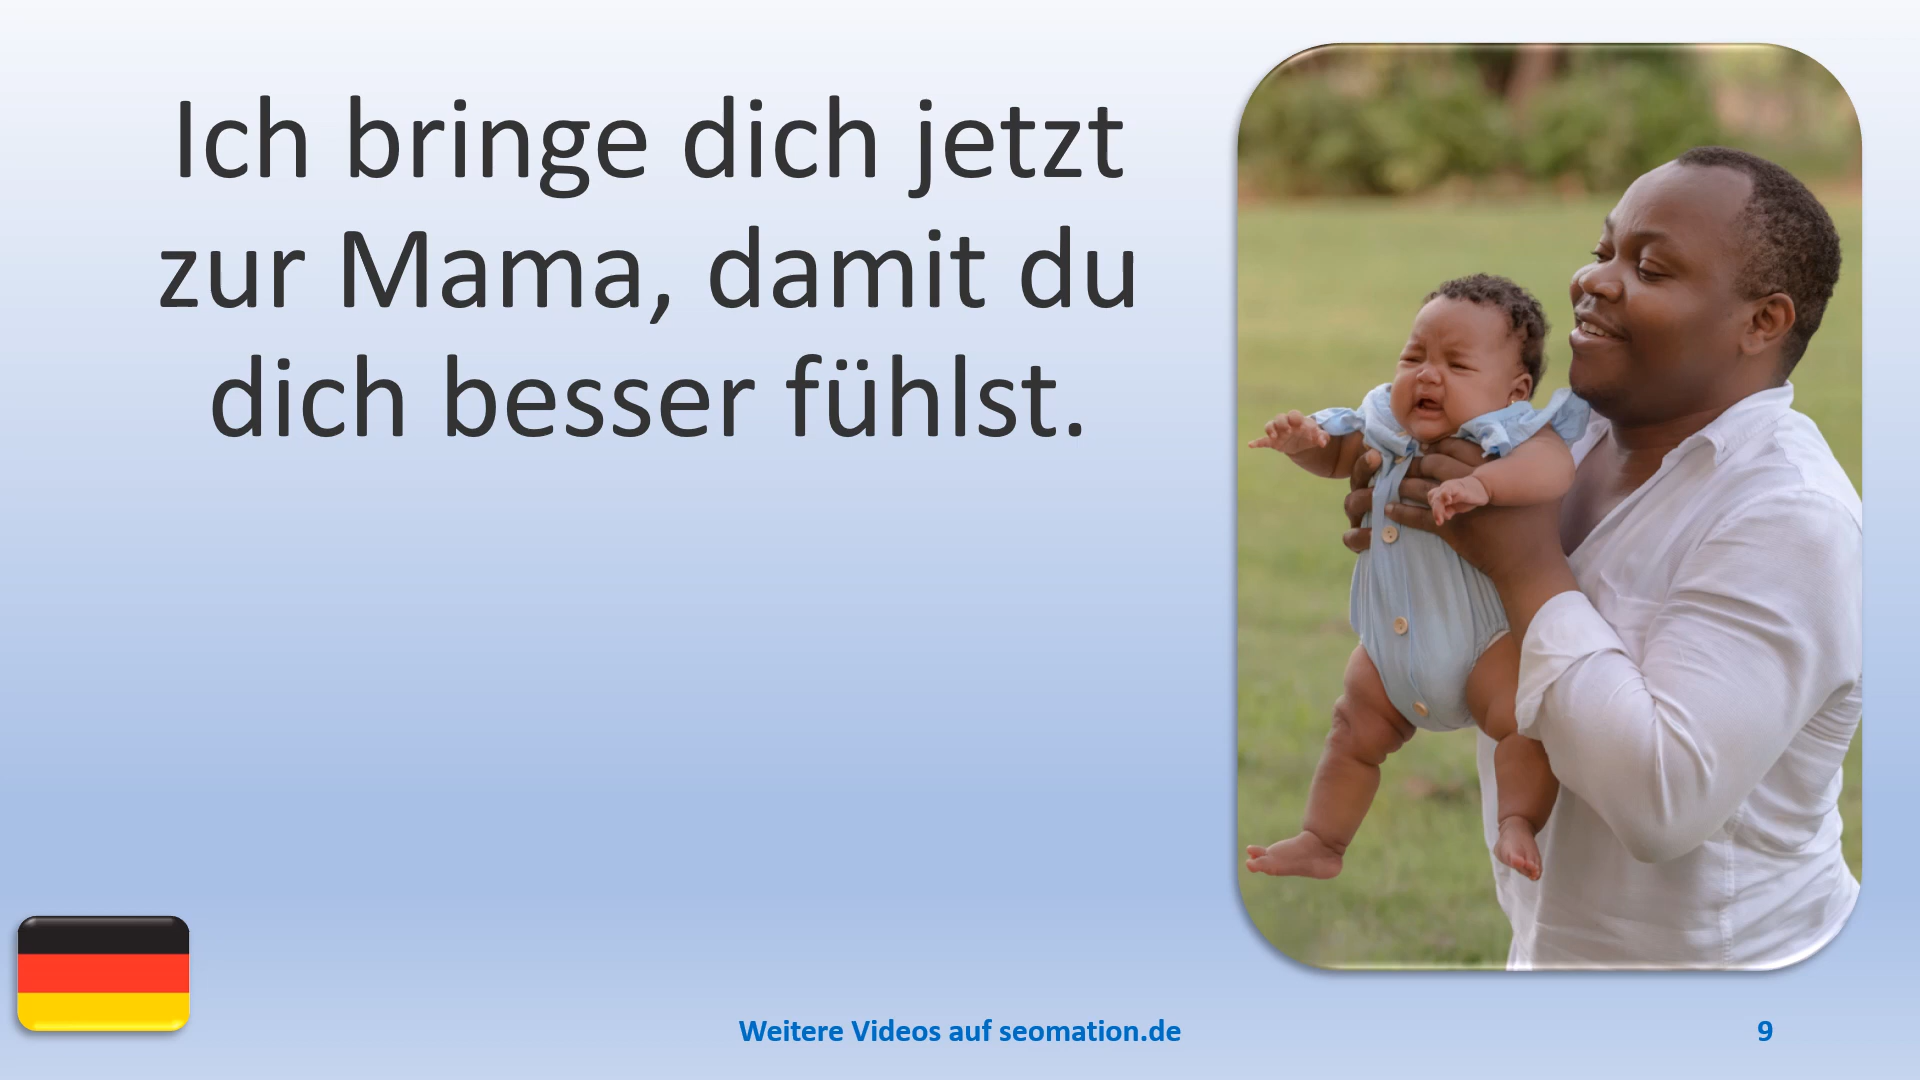 Ich bringe dich jetzt
zur Mama, damit du
dich besser fühlst.
Weitere Videos auf seomation.de
9